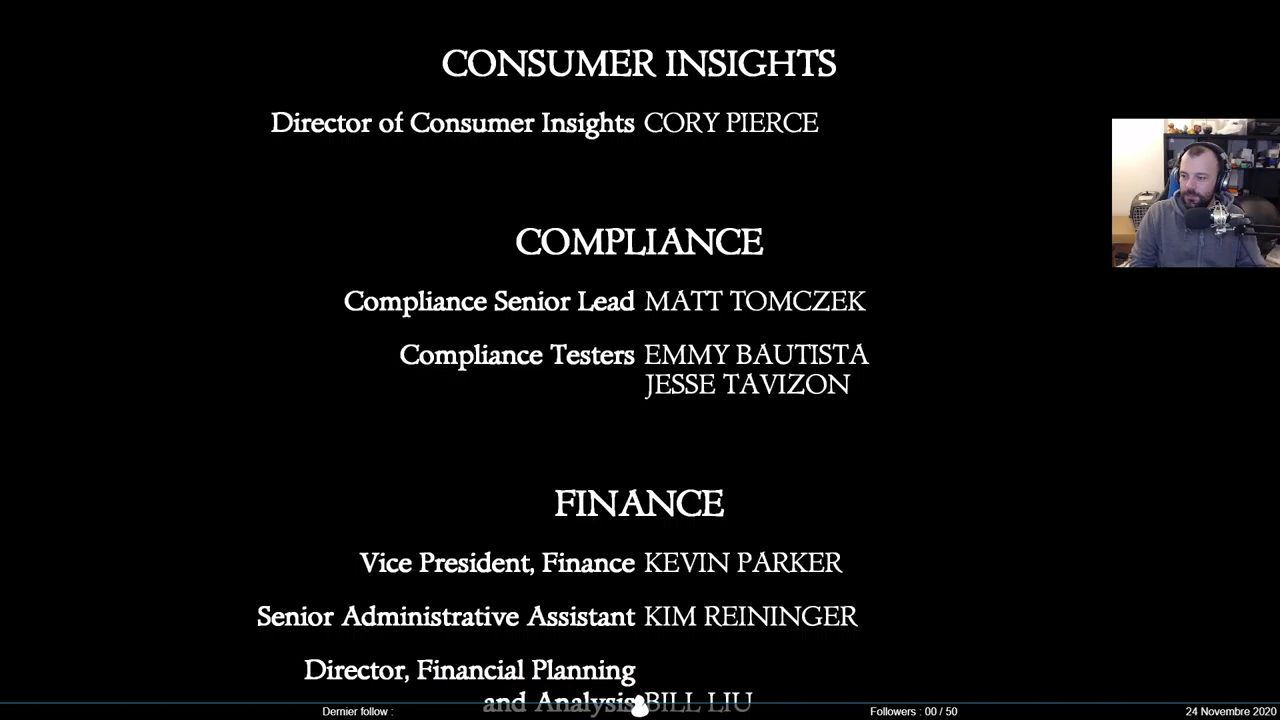 CONSUMER INSIGHTS
Director of Consumer Insights CORY PIERCE
COMPLIANCE
Compliance Senior Lead MATT TOMCZEK
Compliance Testers EMMY BAUTISTA
JESSE TAVIZON
FINANCE
Vice President, Finance KEVIN PARKER
Senior Administrative Assistant KIM REININGER
Director, Financial Planning
and Analysis BILL LIU
Dernier follow : Followers : 00 / 50 24 Novembre 2020